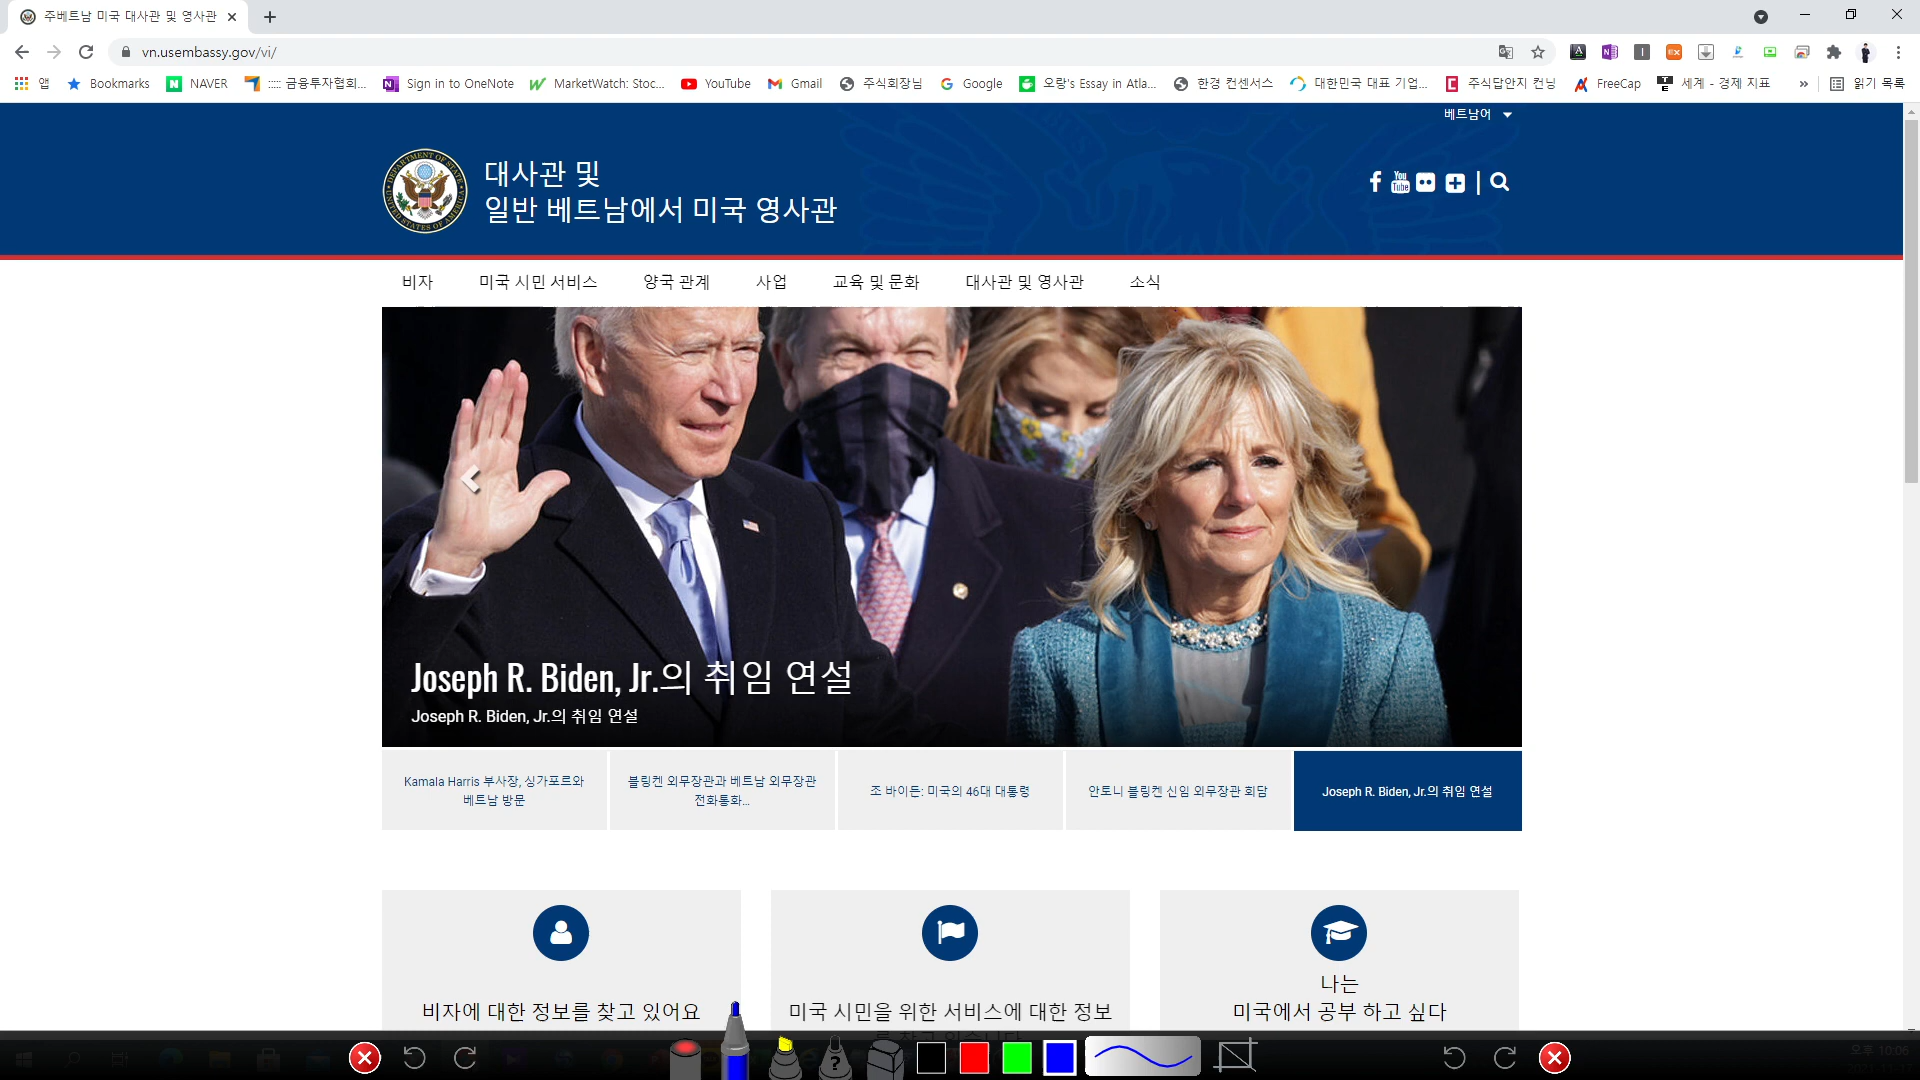 주베트남 미국 대사관 및 영사관
vn.usembassy.gov/vi/
앱
Bookmarks
NAVER
::::: 금융투자협회...
Sign in to OneNote
MarketWatch: Stoc...
YouTube
Gmail
주식회장님
Google
오랑's Essay in Atla...
한경 컨센서스
대한민국 대표 기업...
주식답안지 컨닝
FreeCap
세계 - 경제 지표
»
읽기 목록
베트남어
대사관 및
일반 베트남에서 미국 영사관
비자
미국 시민 서비스
양국 관계
사업
교육 및 문화
대사관 및 영사관
소식
Joseph R. Biden, Jr.의 취임 연설
Joseph R. Biden, Jr.의 취임 연설
Kamala Harris 부사장, 싱가포르와
베트남 방문
블링켄 외무장관과 베트남 외무장관
전화통화...
조 바이든: 미국의 46대 대통령
안토니 블링켄 신임 외무장관 회담
Joseph R. Biden, Jr.의 취임 연설
비자에 대한 정보를 찾고 있어요
미국 시민을 위한 서비스에 대한 정보
나는
미국에서 공부 하고 싶다
오후 10:06